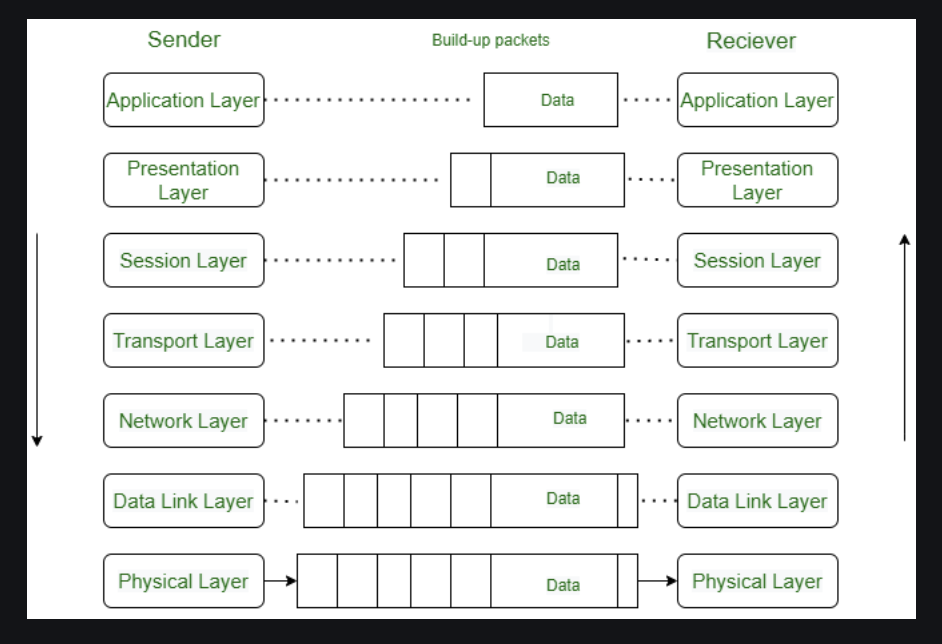 Sender
Build-up packets
Reciever
Application Layer
Data
Application Layer
Presentation
Layer
Data
Presentation
Layer
Session Layer
Data
Session Layer
Transport Layer
Data
Transport Layer
Network Layer
Data
Network Layer
Data Link Layer
Data
Data Link Layer
Physical Layer
Data
Physical Layer